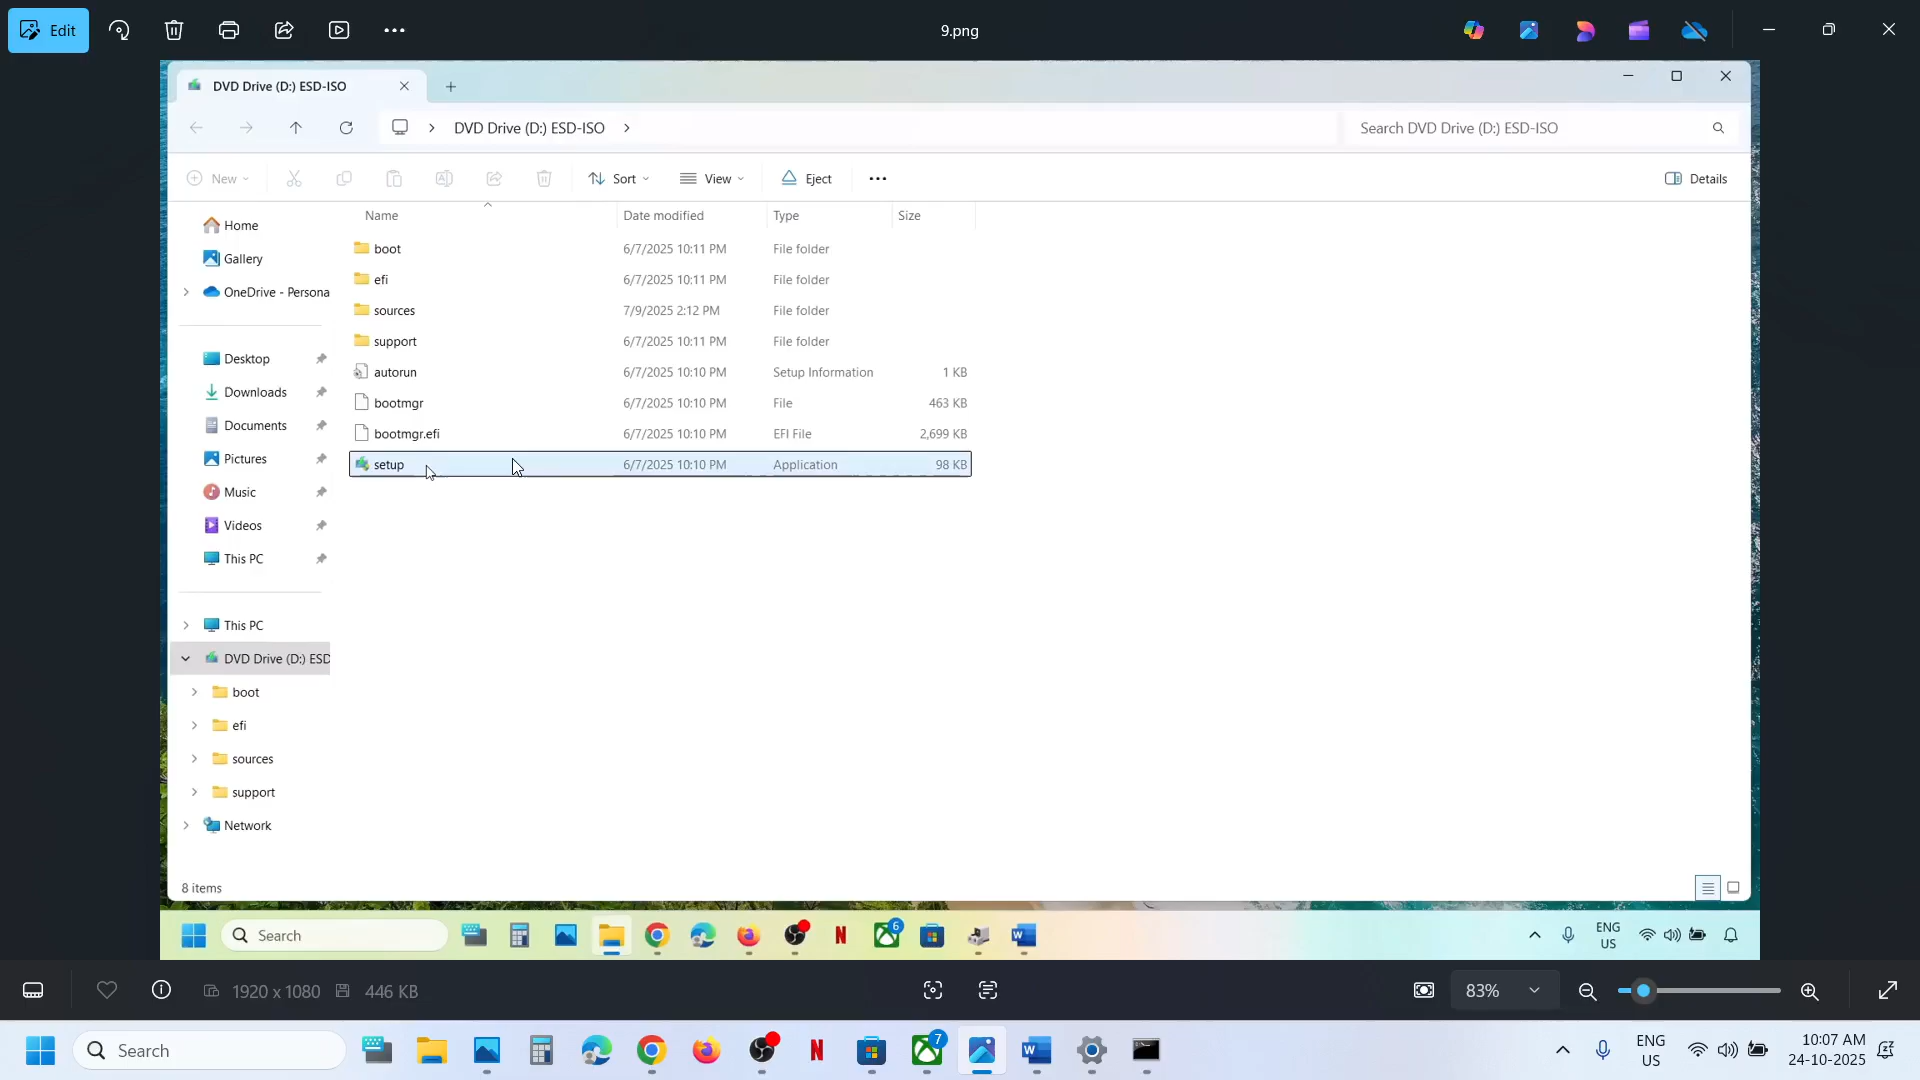 Edit
9.png
DVD Drive (D:) ESD-ISO
DVD Drive (D:) ESD-ISO
Search DVD Drive (D:) ESD-ISO
New
Sort
View
Eject
Details
Name Date modified Type Size
boot 6/7/2025 10:11 PM File folder
efi 6/7/2025 10:11 PM File folder
sources 7/9/2025 2:12 PM File folder
support 6/7/2025 10:11 PM File folder
autorun 6/7/2025 10:10 PM Setup Information 1 KB
bootmgr 6/7/2025 10:10 PM File 463 KB
bootmgr.efi 6/7/2025 10:10 PM EFI File 2,699 KB
setup 6/7/2025 10:10 PM Application 98 KB
Home
Gallery
OneDrive - Persona
Desktop
Downloads
Documents
Pictures
Music
Videos
This PC
This PC
DVD Drive (D:) ESD
boot
efi
sources
support
Network
8 items
Search
6
ENG
US
1920 x 1080
446 KB
83%
Search
7
ENG
US
10:07 AM
24-10-2025